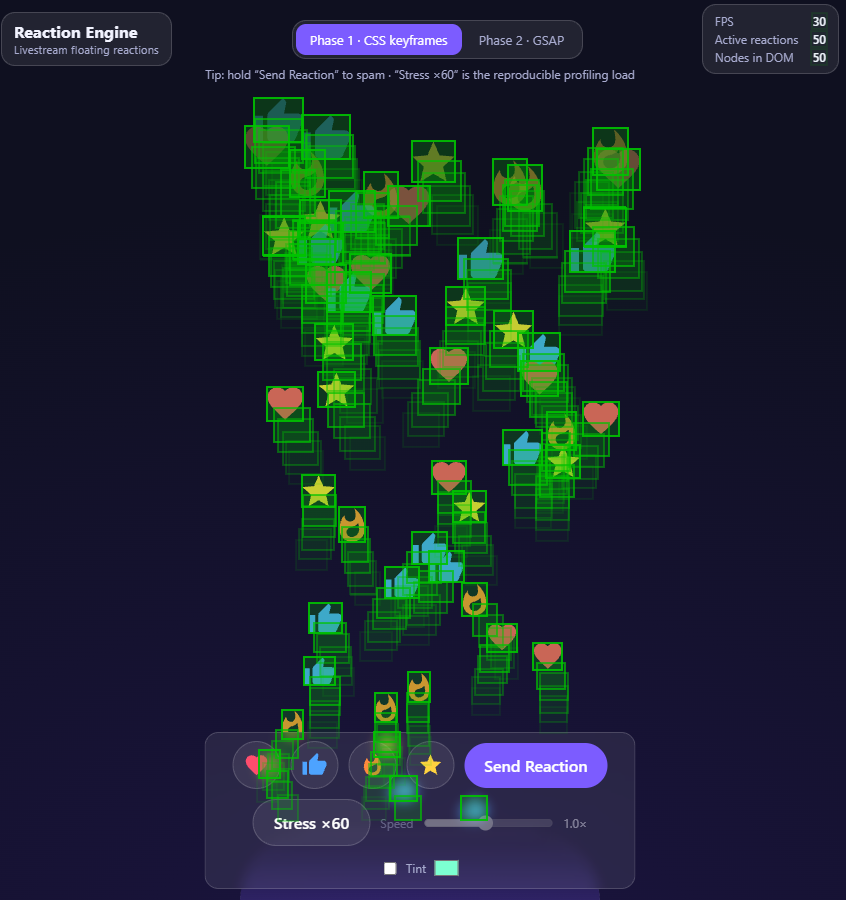 Reaction Engine
Livestream floating reactions
Phase 1 · CSS keyframes
Phase 2 · GSAP
FPS 30
Active reactions 50
Nodes in DOM 50
Tip: hold “Send Reaction” to spam · “Stress ×60” is the reproducible profiling load
Send Reaction
Stress ×60
Speed
1.0×
Tint